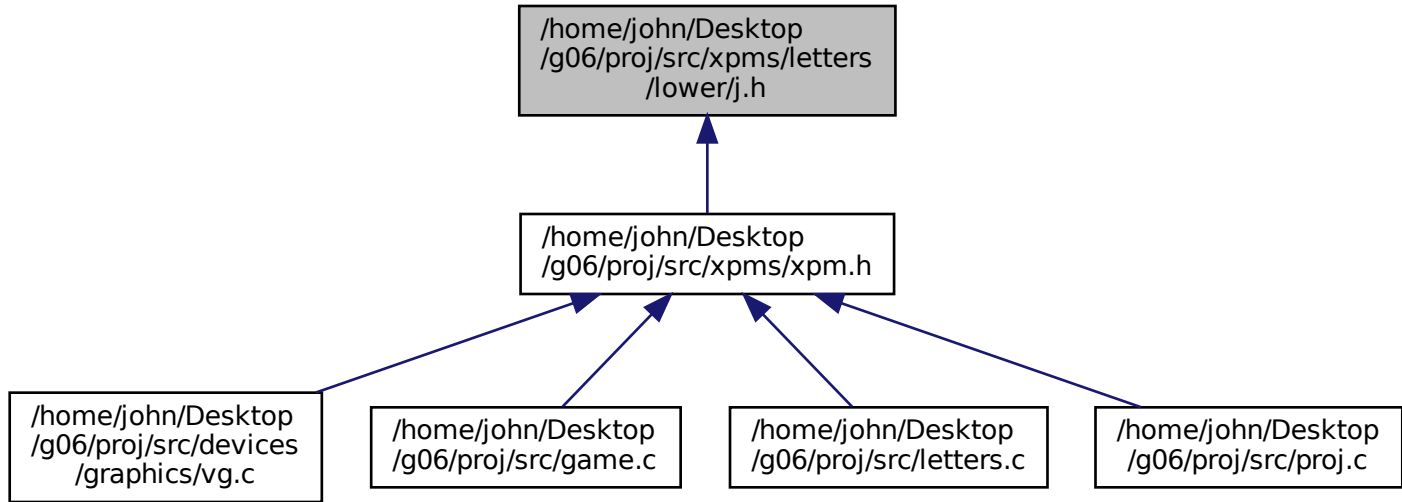 /home/john/Desktop
/g06/proj/src/xpms/letters
/lower/j.h
/home/john/Desktop
/g06/proj/src/xpms/xpm.h
/home/john/Desktop
/g06/proj/src/devices
/graphics/vg.c
/home/john/Desktop
/g06/proj/src/game.c
/home/john/Desktop
/g06/proj/src/letters.c
/home/john/Desktop
/g06/proj/src/proj.c